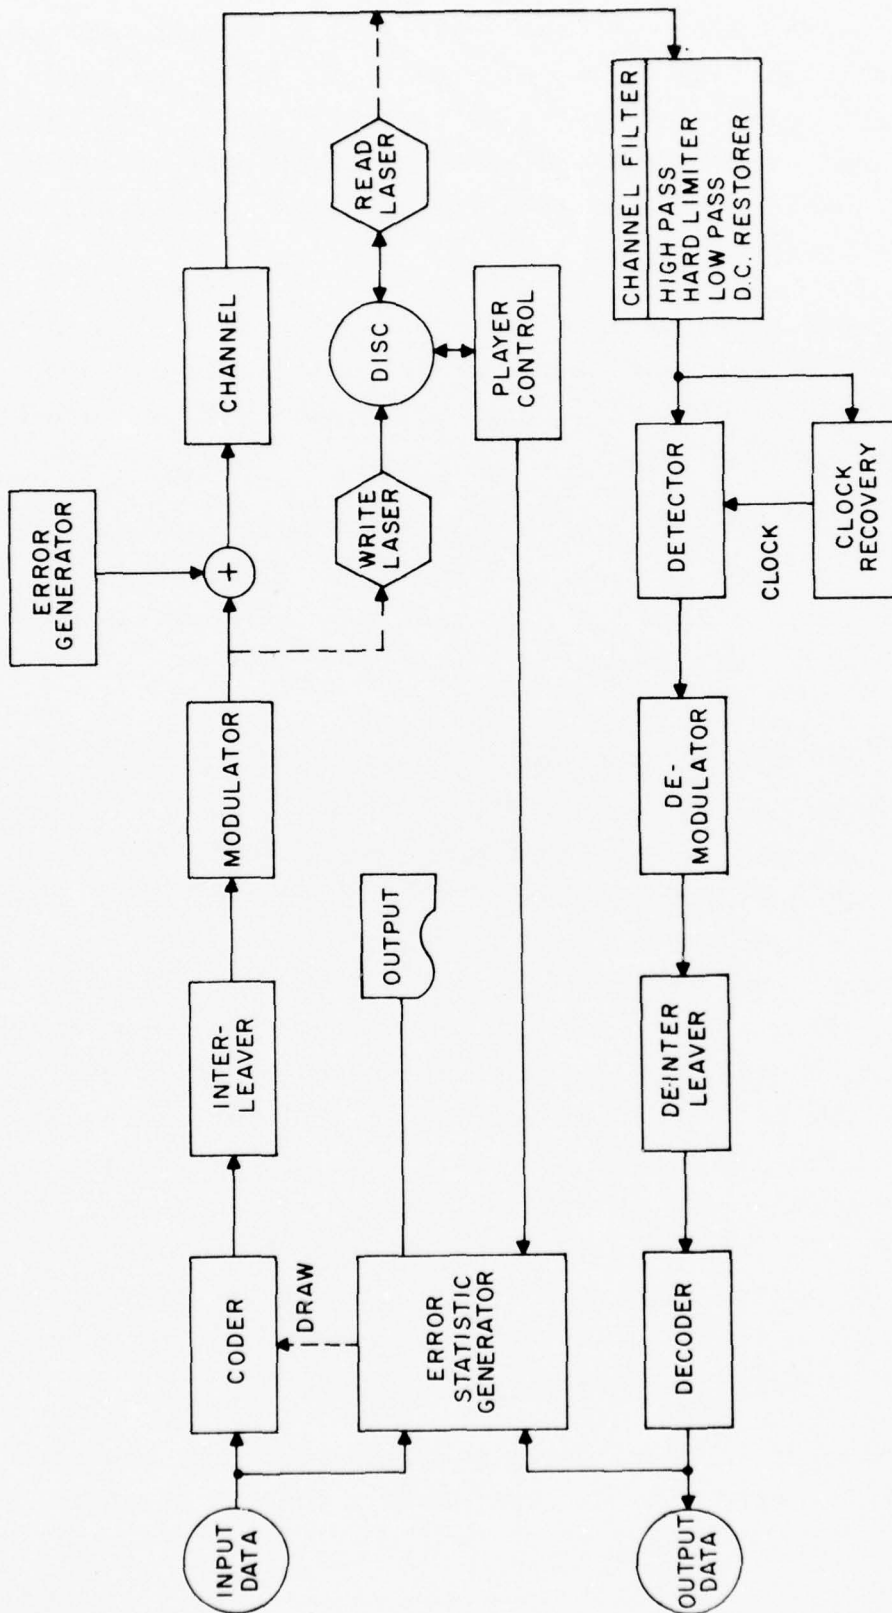 INPUT
DATA
CODER
INTER-
LEAVER
MODULATOR
ERROR
GENERATOR
+
CHANNEL
DRAW
ERROR
STATISTIC
GENERATOR
OUTPUT
WRITE
LASER
DISC
READ
LASER
PLAYER
CONTROL
CHANNEL FILTER
HIGH PASS
HARD LIMITER
LOW PASS
D.C. RESTORER
DETECTOR
CLOCK
CLOCK
RECOVERY
DE-
MODULATOR
DE-INTER
LEAVER
DECODER
OUTPUT
DATA